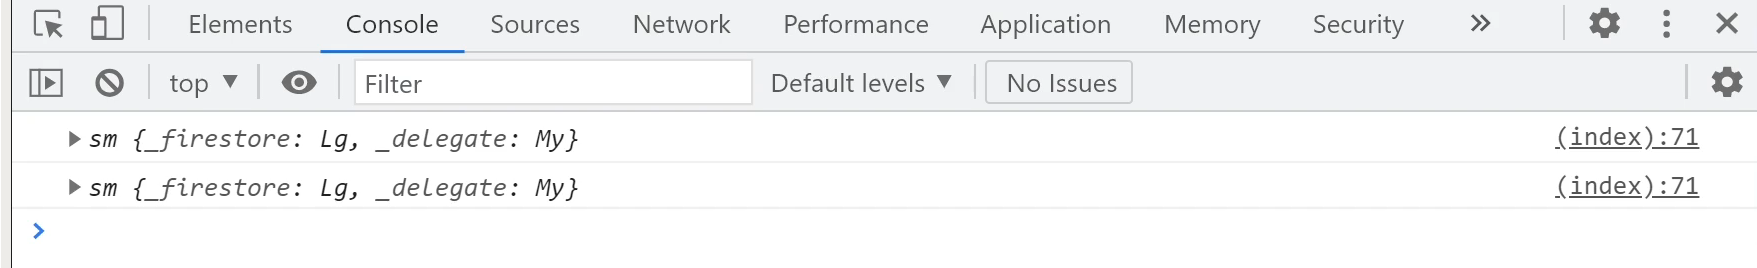 Elements Console Sources Network Performance Application Memory Security
top Filter Default levels No Issues
sm {_firestore: Lg, _delegate: My} (index):71
sm {_firestore: Lg, _delegate: My} (index):71